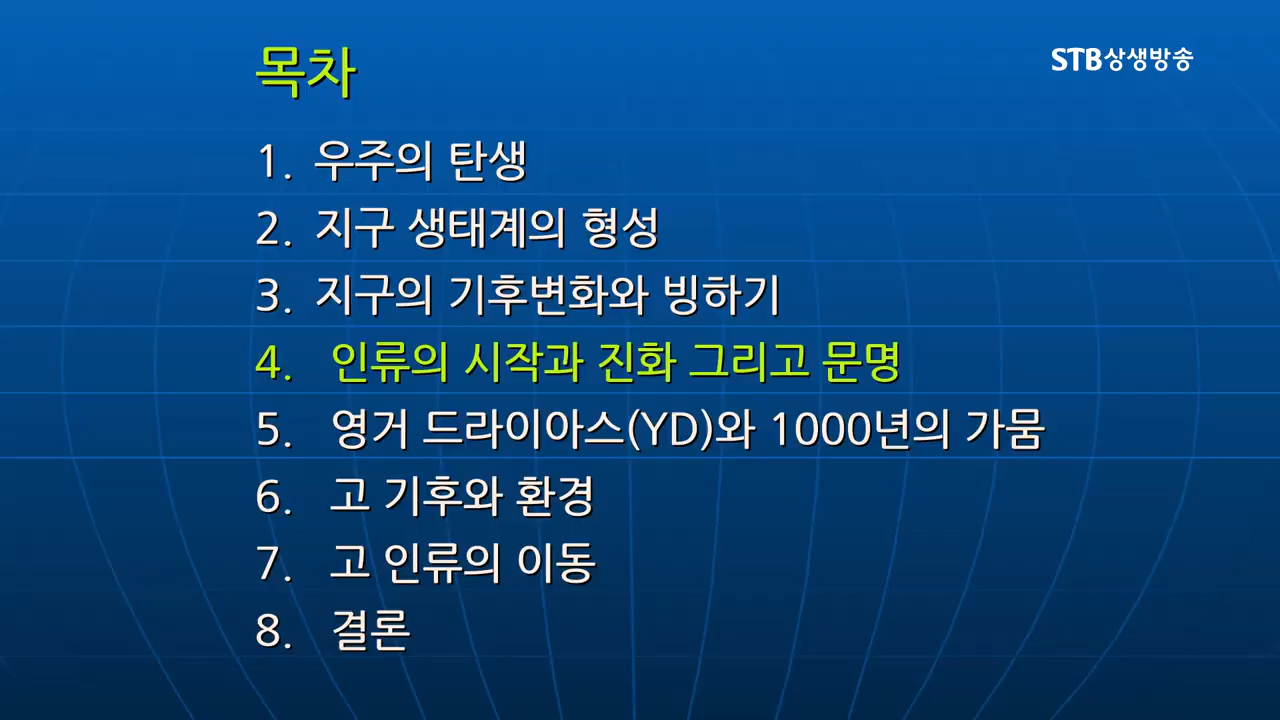 목차
STB상생방송
1. 우주의 탄생
2. 지구 생태계의 형성
3. 지구의 기후변화와 빙하기
4. 인류의 시작과 진화 그리고 문명
5. 영거 드라이아스(YD)와 1000년의 가뭄
6. 고 기후와 환경
7. 고 인류의 이동
8. 결론